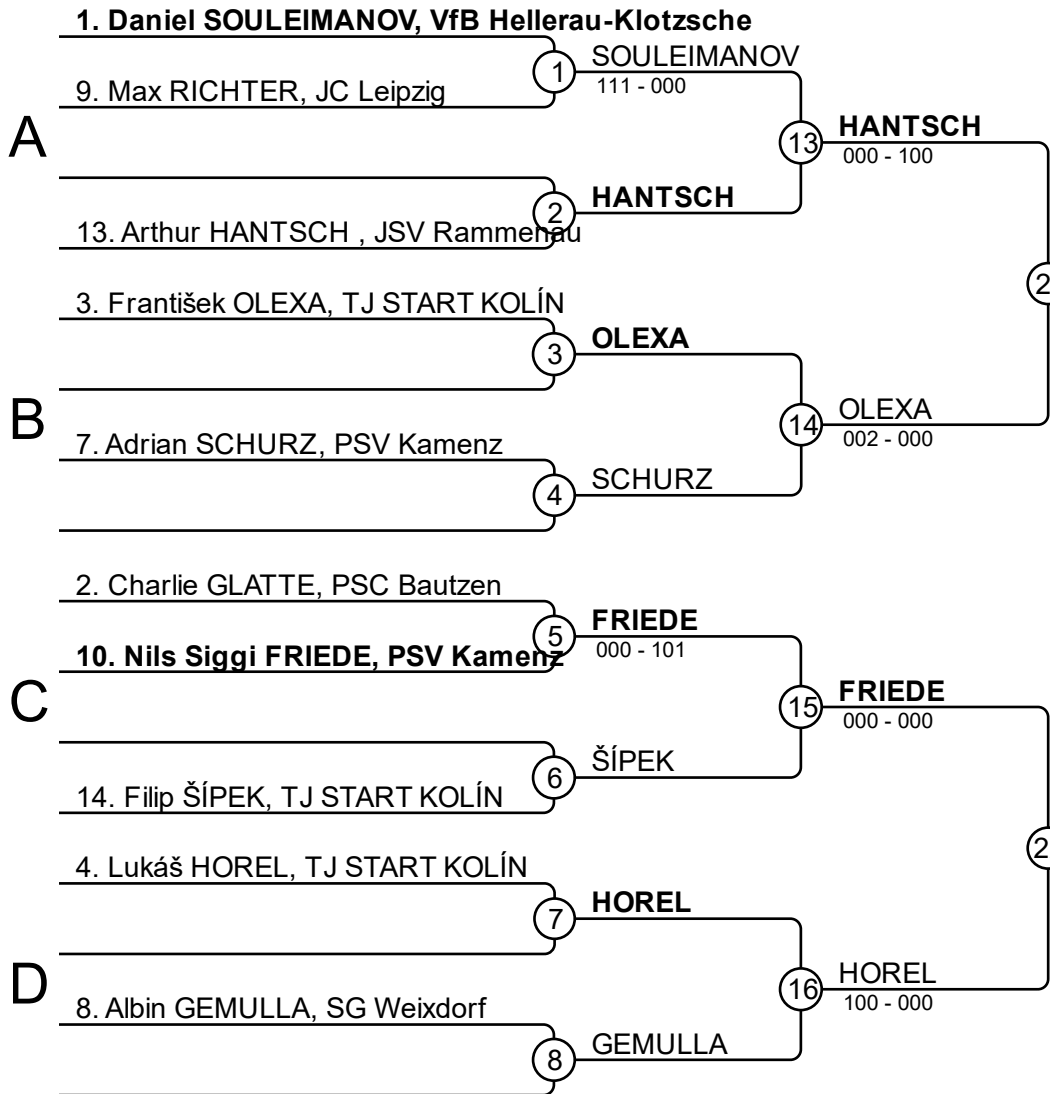 1. Daniel SOULEIMANOV, VfB Hellerau-Klotzsche
1
SOULEIMANOV
111 - 000
9. Max RICHTER, JC Leipzig
A
13
HANTSCH
000 - 100
2
HANTSCH
13. Arthur HANTSCH , JSV Rammenau
2
3. František OLEXA, TJ START KOLÍN
3
OLEXA
B
14
OLEXA
002 - 000
7. Adrian SCHURZ, PSV Kamenz
4
SCHURZ
2. Charlie GLATTE, PSC Bautzen
5
FRIEDE
000 - 101
10. Nils Siggi FRIEDE, PSV Kamenz
C
15
FRIEDE
000 - 000
6
ŠÍPEK
14. Filip ŠÍPEK, TJ START KOLÍN
2
4. Lukáš HOREL, TJ START KOLÍN
7
HOREL
D
16
HOREL
100 - 000
8. Albin GEMULLA, SG Weixdorf
8
GEMULLA